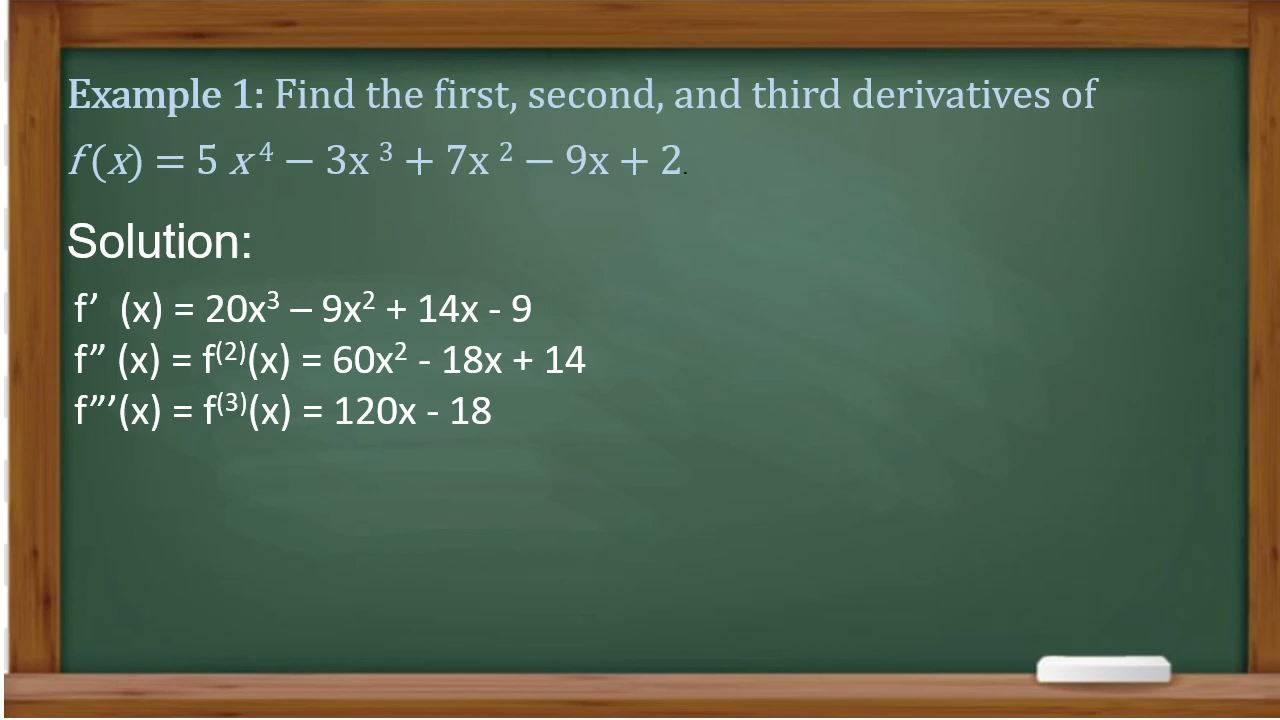 Example 1: Find the first, second, and third derivatives of
f (x) = 5 x⁴ − 3x ³ + 7x ² − 9x + 2.
Solution:
f’ (x) = 20x³ – 9x² + 14x - 9
f” (x) = f⁽²⁾(x) = 60x² - 18x + 14
f”’(x) = f⁽³⁾(x) = 120x - 18